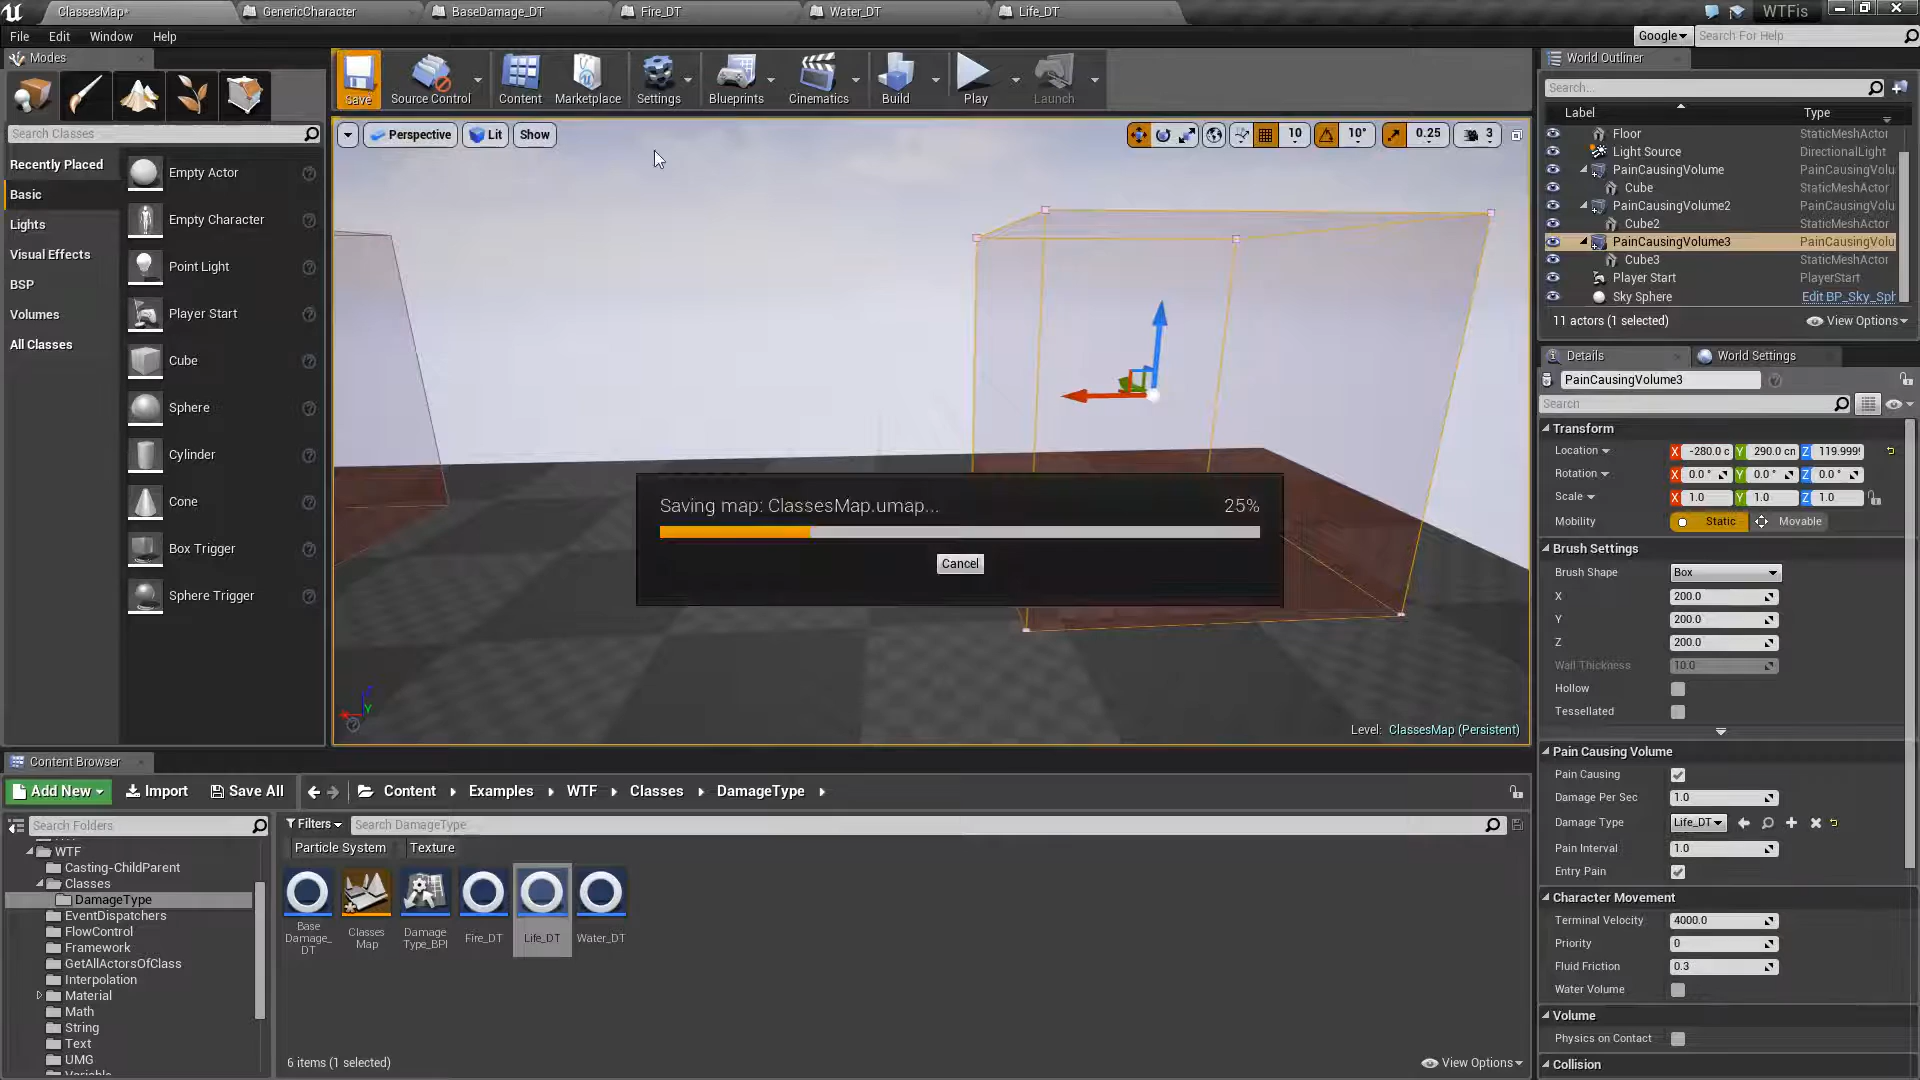 ClassesMap*
GenericCharacter
BaseDamage_DT
Fire_DT
Water_DT
Life_DT
WTFis
File
Edit
Window
Help
Google
Search For Help
Modes
Search Classes
Recently Placed
Basic
Lights
Visual Effects
BSP
Volumes
All Classes
Empty Actor
Empty Character
Point Light
Player Start
Cube
Sphere
Cylinder
Cone
Box Trigger
Sphere Trigger
Save
Source Control
Content
Marketplace
Settings
Blueprints
Cinematics
Build
Play
Launch
Perspective
Lit
Show
10
10°
0.25
3
Saving map: ClassesMap.umap...
25%
Cancel
Level: ClassesMap (Persistent)
World Outliner
Search...
Label
Type
Floor
StaticMeshActor
Light Source
DirectionalLight
PainCausingVolume
PainCausingVolu
Cube
StaticMeshActor
PainCausingVolume2
PainCausingVolu
Cube2
StaticMeshActor
PainCausingVolume3
PainCausingVolu
Cube3
StaticMeshActor
Player Start
PlayerStart
Sky Sphere
Edit BP_Sky_Sph
11 actors (1 selected)
View Options
Details
World Settings
PainCausingVolume3
Search
Transform
Location
X -280.0 c Y 290.0 cn Z 119.999
Rotation
X 0.0 ° Y 0.0 ° Z 0.0 °
Scale
X 1.0 Y 1.0 Z 1.0
Mobility
Static
Movable
Brush Settings
Brush Shape
Box
X
200.0
Y
200.0
Z
200.0
Wall Thickness
10.0
Hollow
Tessellated
Pain Causing Volume
Pain Causing
Damage Per Sec
1.0
Damage Type
Life_DT
Pain Interval
1.0
Entry Pain
Character Movement
Terminal Velocity
4000.0
Priority
0
Fluid Friction
0.3
Water Volume
Volume
Physics on Contact
Collision
Content Browser
Add New
Import
Save All
Content
Examples
WTF
Classes
DamageType
Search Folders
WTF
Casting-ChildParent
Classes
DamageType
EventDispatchers
FlowControl
Framework
GetAllActorsOfClass
Interpolation
Material
Math
String
Text
UMG
Filters
Search DamageType
Particle System
Texture
Base
Damage_
DT
Classes
Map
Damage
Type_BPI
Fire_DT
Life_DT
Water_DT
6 items (1 selected)
View Options